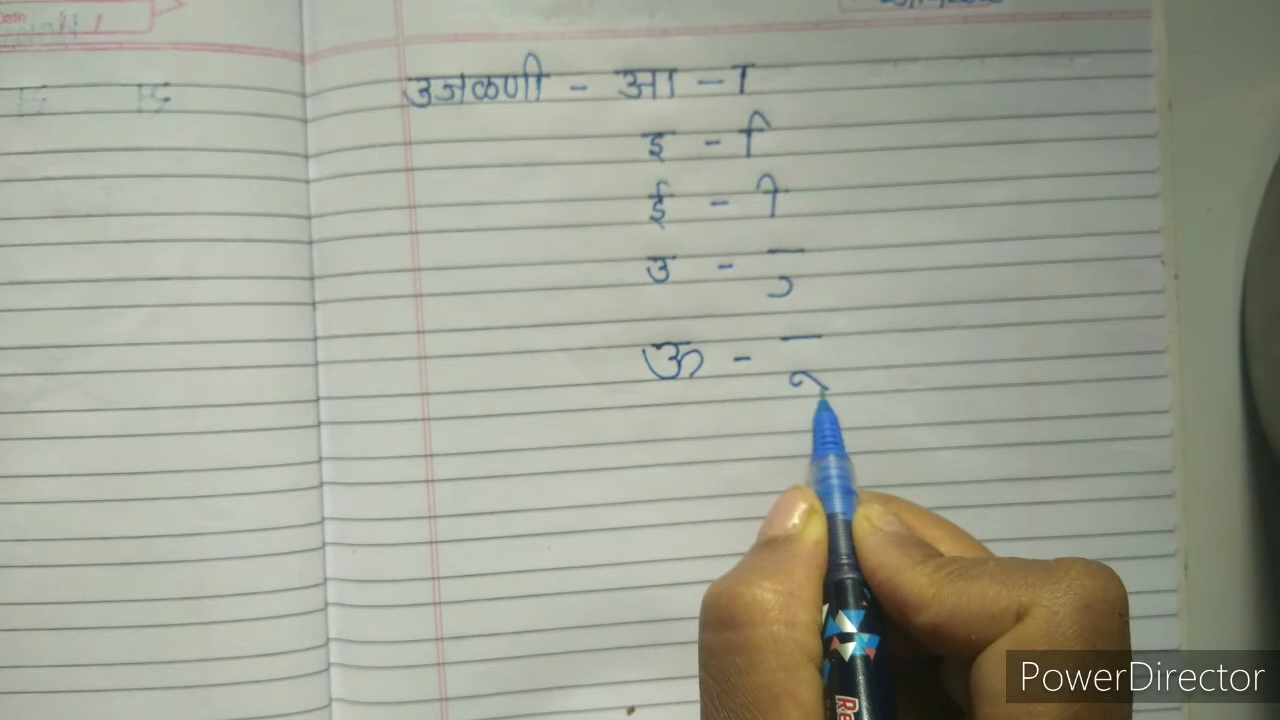 उजळणी - आ - ा
इ - ि
ई - ी
उ - ु
ऊ - ू
PowerDirector